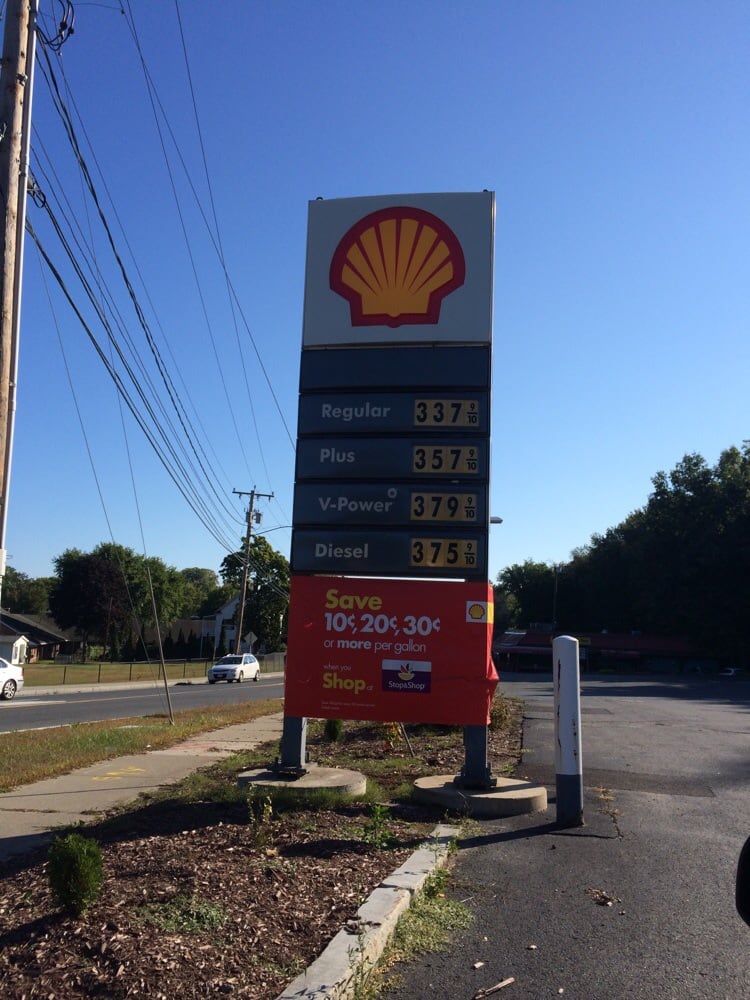 Regular 337 9/10
Plus 357 9/10
V-Power 379 9/10
Diesel 375 9/10
Save
10¢, 20¢, 30¢
or more per gallon
when you
Shop at
Stop&Shop